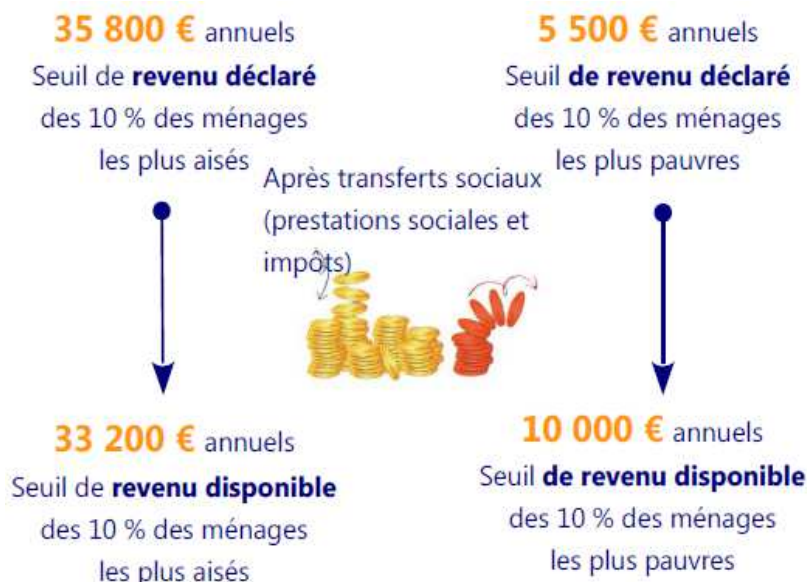 35 800 € annuels
Seuil de revenu déclaré
des 10 % des ménages
les plus aisés
5 500 € annuels
Seuil de revenu déclaré
des 10 % des ménages
les plus pauvres
Après transferts sociaux
(prestations sociales et
impôts)
33 200 € annuels
Seuil de revenu disponible
des 10 % des ménages
les plus aisés
10 000 € annuels
Seuil de revenu disponible
des 10 % des ménages
les plus pauvres